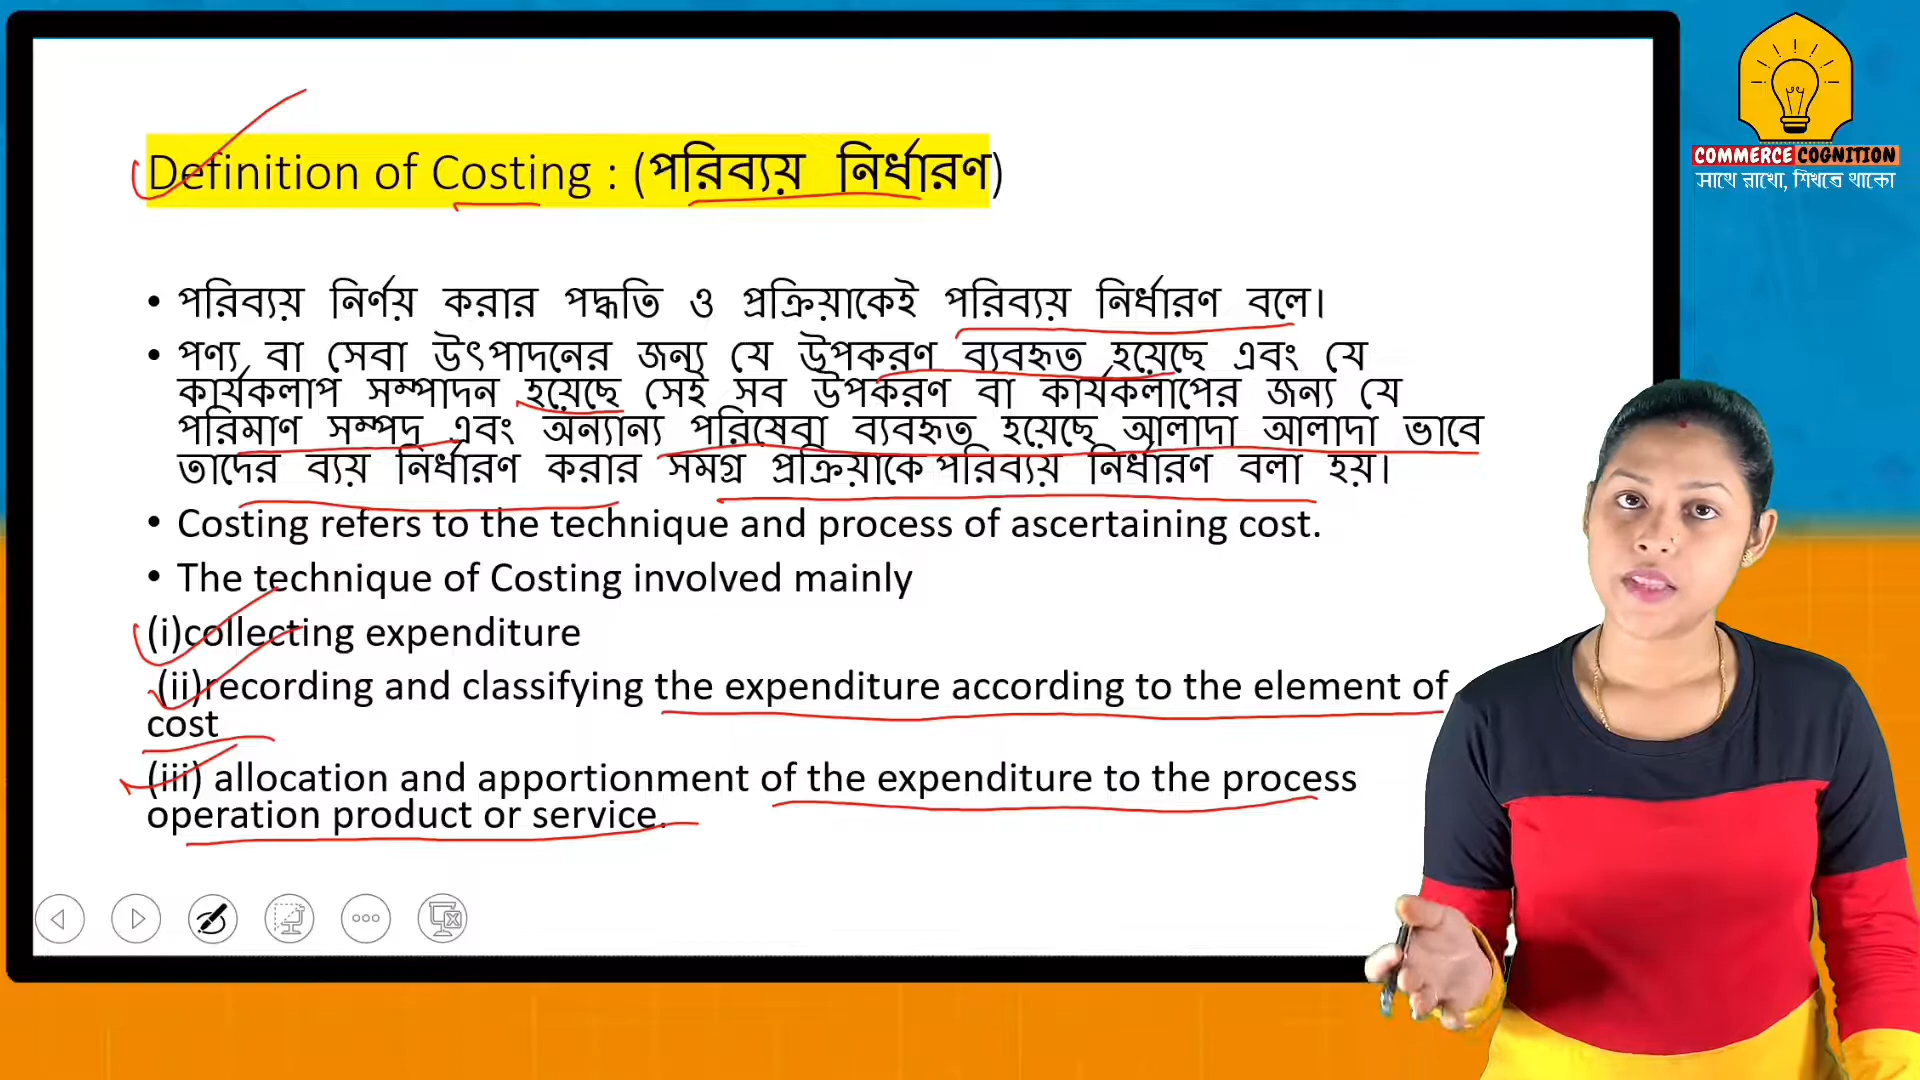 Definition of Costing : (পরিব্যয় নির্ধারণ)
COMMERCE COGNITION
সাথে রাখো, শিখতে থাকো
• পরিব্যয় নির্ণয় করার পদ্ধতি ও প্রক্রিয়াকেই পরিব্যয় নির্ধারণ বলে।
• পণ্য বা সেবা উৎপাদনের জন্য যে উপকরণ ব্যবহৃত হয়েছে এবং যে
কার্যকলাপ সম্পাদন হয়েছে সেই সব উপকরণ বা কার্যকলাপের জন্য যে
পরিমাণ সম্পদ এবং অন্যান্য পরিষেবা ব্যবহৃত হয়েছে আলাদা আলাদা ভাবে
তাদের ব্যয় নির্ধারণ করার সমগ্র প্রক্রিয়াকে পরিব্যয় নির্ধারণ বলা হয়।
• Costing refers to the technique and process of ascertaining cost.
• The technique of Costing involved mainly
(i)collecting expenditure
(ii)recording and classifying the expenditure according to the element of
cost
(iii) allocation and apportionment of the expenditure to the process
operation product or service.